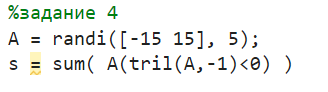 %задание 4
A = randi([-15 15], 5);
s = sum( A(tril(A,-1)<0) )